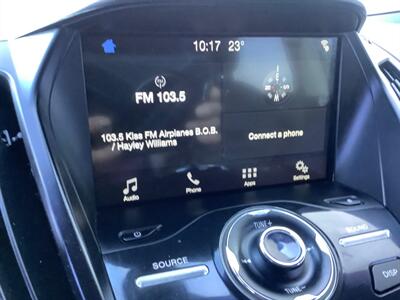 10:17 23°
FM 103.5
103.5 Kiss FM Airplanes B.O.B.
/ Hayley Williams
Connect a phone
Audio
Phone
Apps
Settings
TUNE +
SOURCE
SOUND
DISP
TUNE –